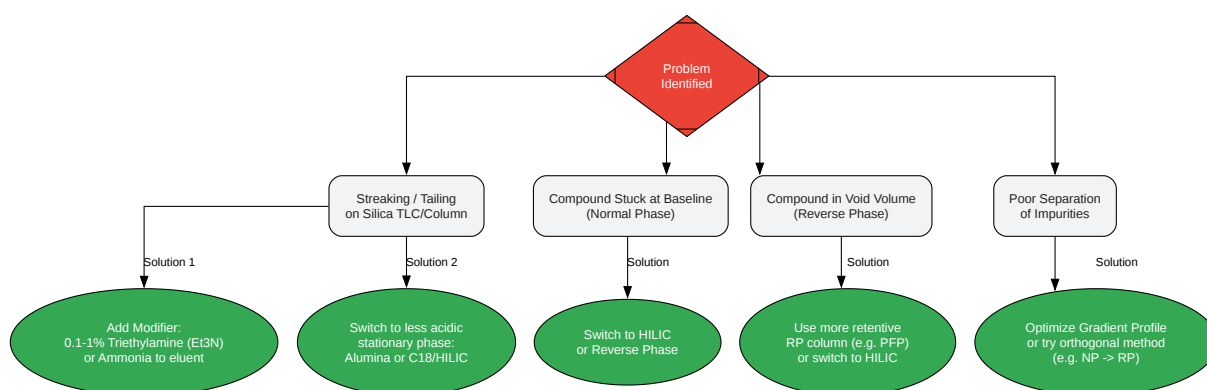 Problem
Identified
Streaking / Tailing
on Silica TLC/Column
Compound Stuck at Baseline
(Normal Phase)
Compound in Void Volume
(Reverse Phase)
Poor Separation
of Impurities
Solution 1
Solution 2
Solution
Solution
Solution
Add Modifier:
0.1-1% Triethylamine (Et3N)
or Ammonia to eluent
Switch to less acidic
stationary phase:
Alumina or C18/HILIC
Switch to HILIC
or Reverse Phase
Use more retentive
RP column (e.g. PFP)
or switch to HILIC
Optimize Gradient Profile
or try orthogonal method
(e.g. NP -> RP)